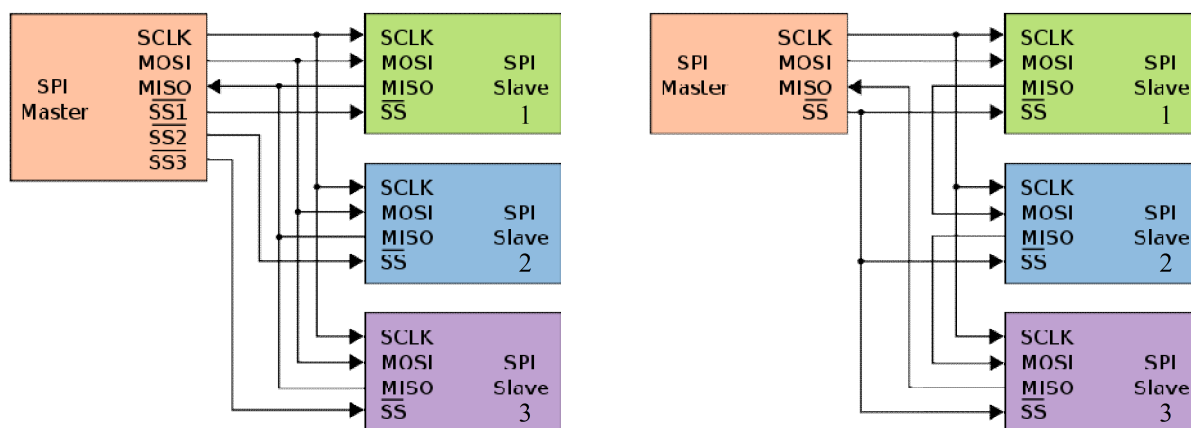 SCLK
MOSI
MISO
SS1
SS2
SS3
SPI
Master
SCLK
MOSI
MISO
SS
SPI
Slave
1
SCLK
MOSI
MISO
SS
SPI
Slave
2
SCLK
MOSI
MISO
SS
SPI
Slave
3
SCLK
MOSI
MISO
SS
SPI
Master
SCLK
MOSI
MISO
SS
SPI
Slave
1
SCLK
MOSI
MISO
SS
SPI
Slave
2
SCLK
MOSI
MISO
SS
SPI
Slave
3